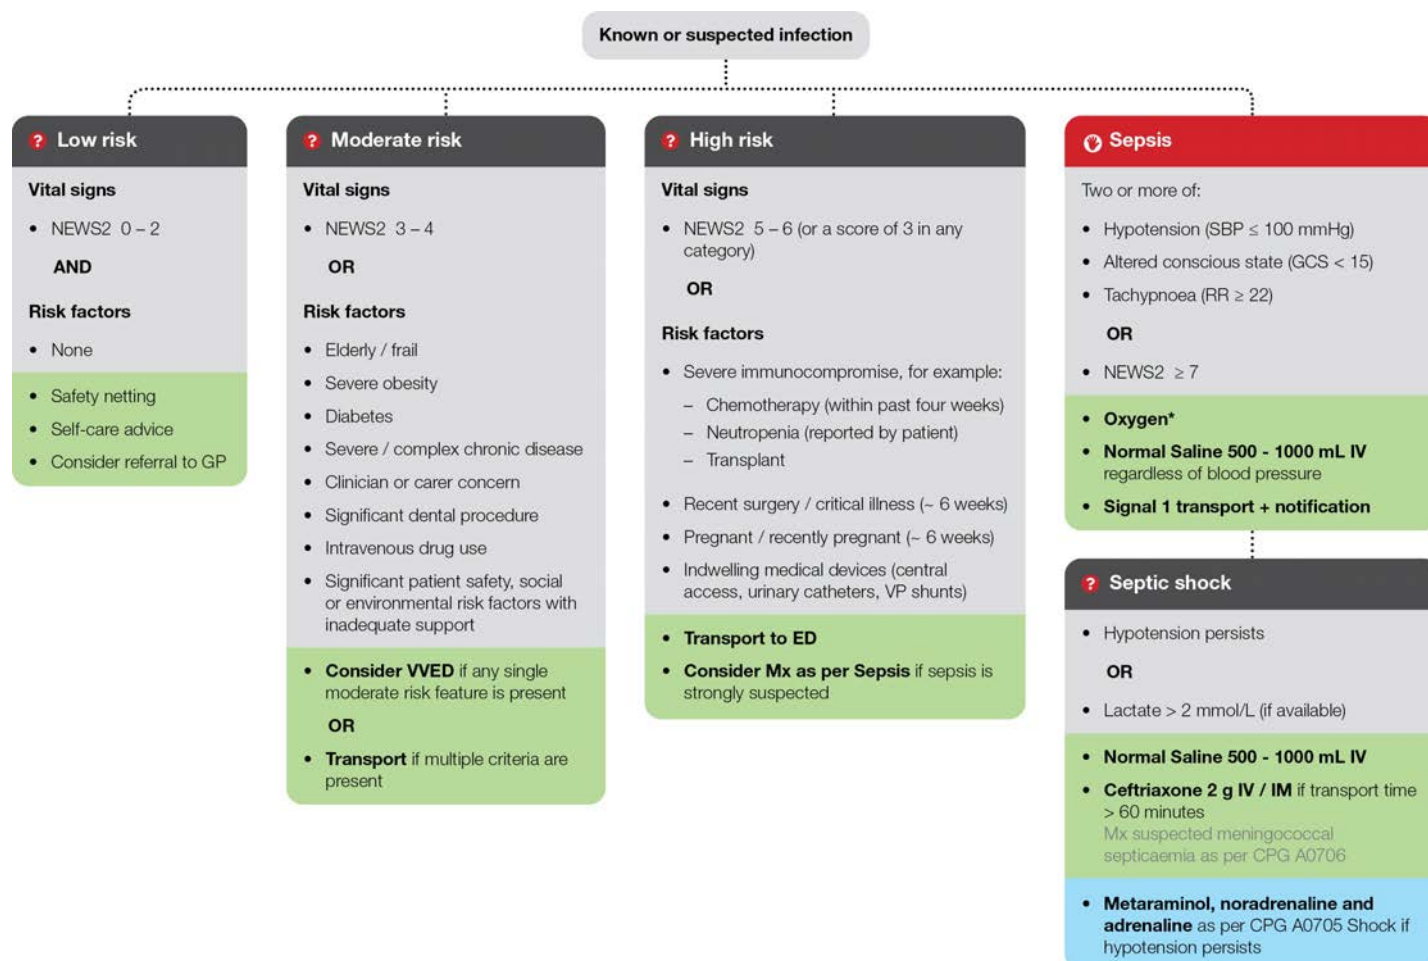 Known or suspected infection
Low risk
Vital signs
• NEWS2 0 – 2
AND
Risk factors
• None
• Safety netting
• Self-care advice
• Consider referral to GP
Moderate risk
Vital signs
• NEWS2 3 – 4
OR
Risk factors
• Elderly / frail
• Severe obesity
• Diabetes
• Severe / complex chronic disease
• Clinician or carer concern
• Significant dental procedure
• Intravenous drug use
• Significant patient safety, social
or environmental risk factors with
inadequate support
• Consider VVED if any single
moderate risk feature is present
OR
• Transport if multiple criteria are
present
High risk
Vital signs
• NEWS2 5 – 6 (or a score of 3 in any
category)
OR
Risk factors
• Severe immunocompromise, for example:
– Chemotherapy (within past four weeks)
– Neutropenia (reported by patient)
– Transplant
• Recent surgery / critical illness (~ 6 weeks)
• Pregnant / recently pregnant (~ 6 weeks)
• Indwelling medical devices (central
access, urinary catheters, VP shunts)
• Transport to ED
• Consider Mx as per Sepsis if sepsis is
strongly suspected
Sepsis
Two or more of:
• Hypotension (SBP ≤ 100 mmHg)
• Altered conscious state (GCS < 15)
• Tachypnoea (RR ≥ 22)
OR
• NEWS2 ≥ 7
• Oxygen*
• Normal Saline 500 - 1000 mL IV
regardless of blood pressure
• Signal 1 transport + notification
Septic shock
• Hypotension persists
OR
• Lactate > 2 mmol/L (if available)
• Normal Saline 500 - 1000 mL IV
• Ceftriaxone 2 g IV / IM if transport time
> 60 minutes
Mx suspected meningococcal
septicaemia as per CPG A0706
• Metaraminol, noradrenaline and
adrenaline as per CPG A0705 Shock if
hypotension persists